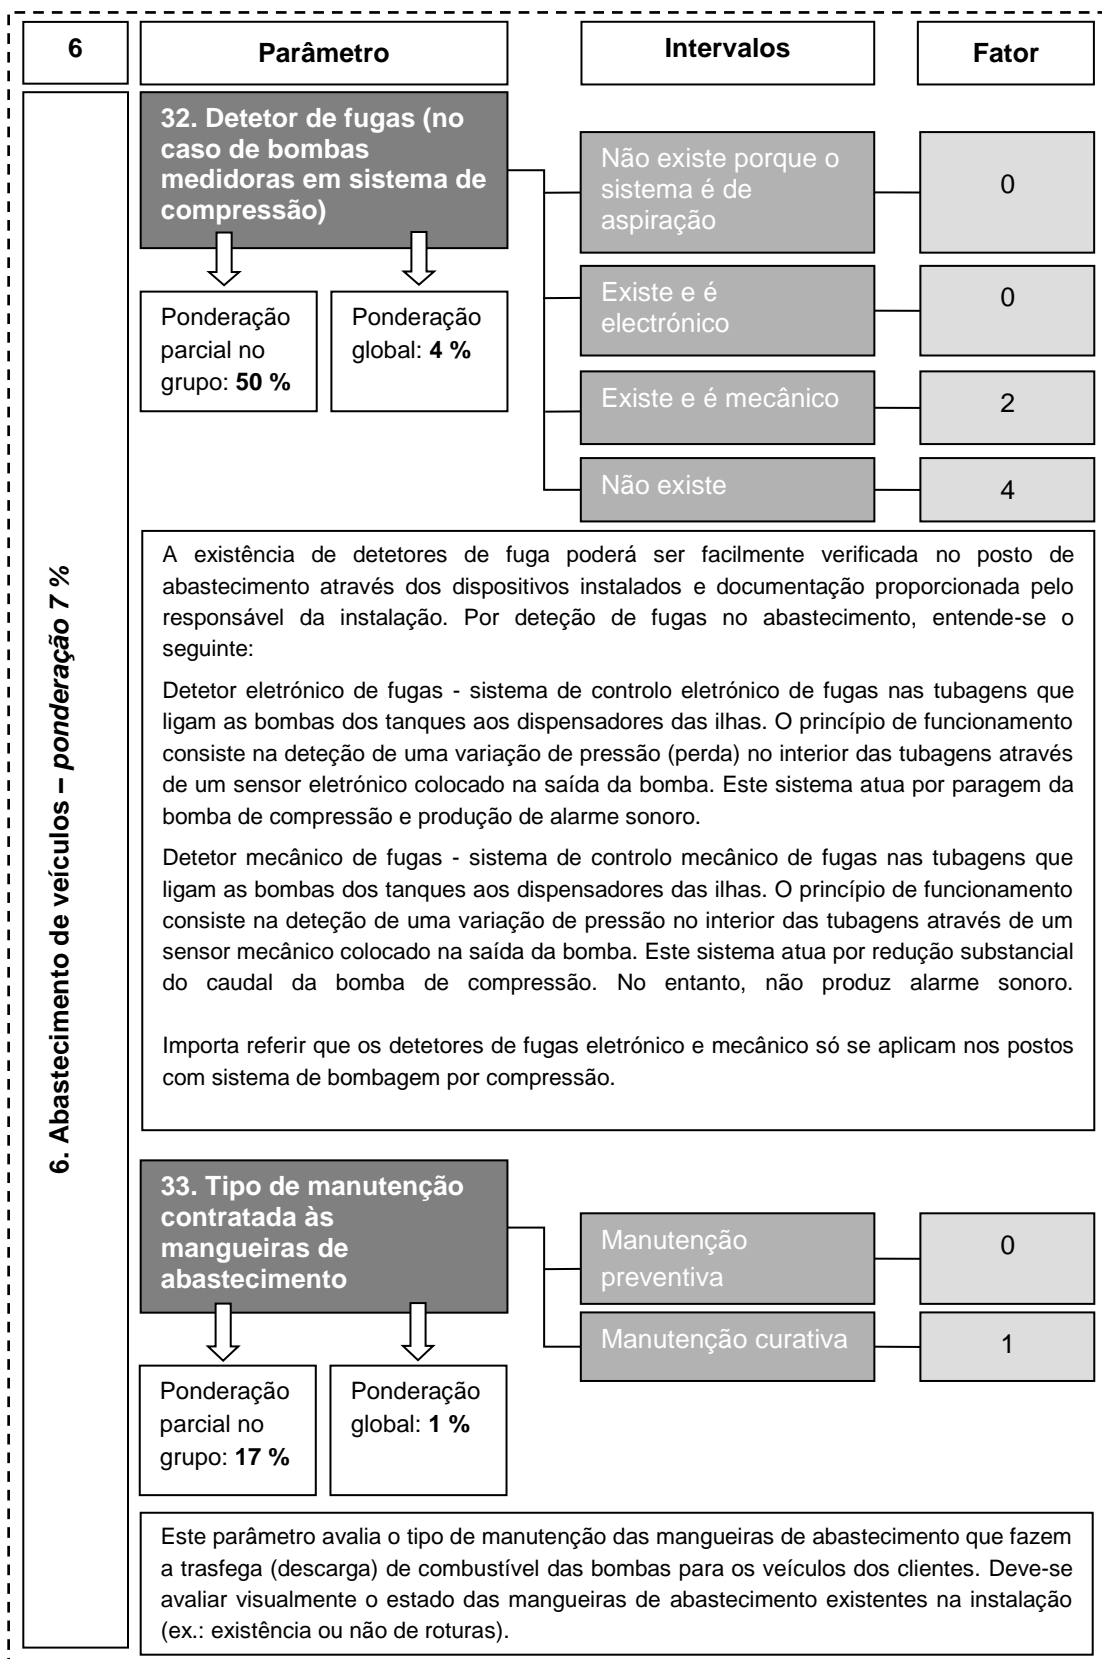 6
Parâmetro
Intervalos
Fator
6. Abastecimento de veículos – ponderação 7 %
32. Detetor de fugas (no
caso de bombas
medidoras em sistema de
compressão)
Não existe porque o
sistema é de
aspiração
0
Existe e é
electrónico
0
Existe e é mecânico
2
Não existe
4
Ponderação
parcial no
grupo: 50 %
Ponderação
global: 4 %
A existência de detetores de fuga poderá ser facilmente verificada no posto de
abastecimento através dos dispositivos instalados e documentação proporcionada pelo
responsável da instalação. Por deteção de fugas no abastecimento, entende-se o
seguinte:
Detetor eletrónico de fugas - sistema de controlo eletrónico de fugas nas tubagens que
ligam as bombas dos tanques aos dispensadores das ilhas. O princípio de funcionamento
consiste na deteção de uma variação de pressão (perda) no interior das tubagens através
de um sensor eletrónico colocado na saída da bomba. Este sistema atua por paragem da
bomba de compressão e produção de alarme sonoro.
Detetor mecânico de fugas - sistema de controlo mecânico de fugas nas tubagens que
ligam as bombas dos tanques aos dispensadores das ilhas. O princípio de funcionamento
consiste na deteção de uma variação de pressão no interior das tubagens através de um
sensor mecânico colocado na saída da bomba. Este sistema atua por redução substancial
do caudal da bomba de compressão. No entanto, não produz alarme sonoro.
Importa referir que os detetores de fugas eletrónico e mecânico só se aplicam nos postos
com sistema de bombagem por compressão.
33. Tipo de manutenção
contratada às
mangueiras de
abastecimento
Manutenção
preventiva
0
Manutenção curativa
1
Ponderação
parcial no
grupo: 17 %
Ponderação
global: 1 %
Este parâmetro avalia o tipo de manutenção das mangueiras de abastecimento que fazem
a trasfega (descarga) de combustível das bombas para os veículos dos clientes. Deve-se
avaliar visualmente o estado das mangueiras de abastecimento existentes na instalação
(ex.: existência ou não de roturas).